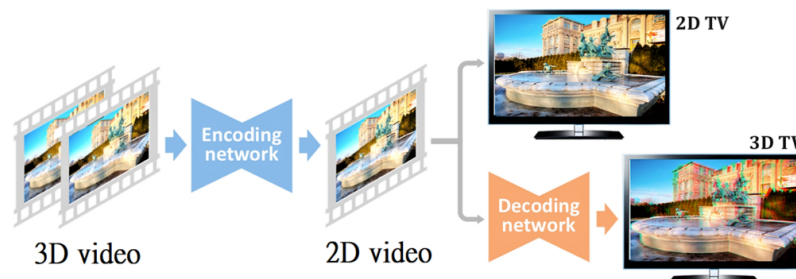 2D TV
Encoding
network
3D TV
Decoding
network
3D video
2D video